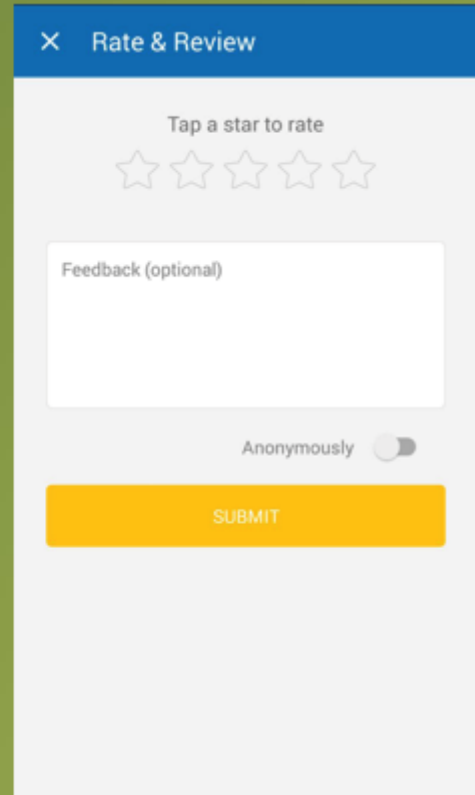 Rate & Review
Tap a star to rate
Feedback (optional)
Anonymously
SUBMIT